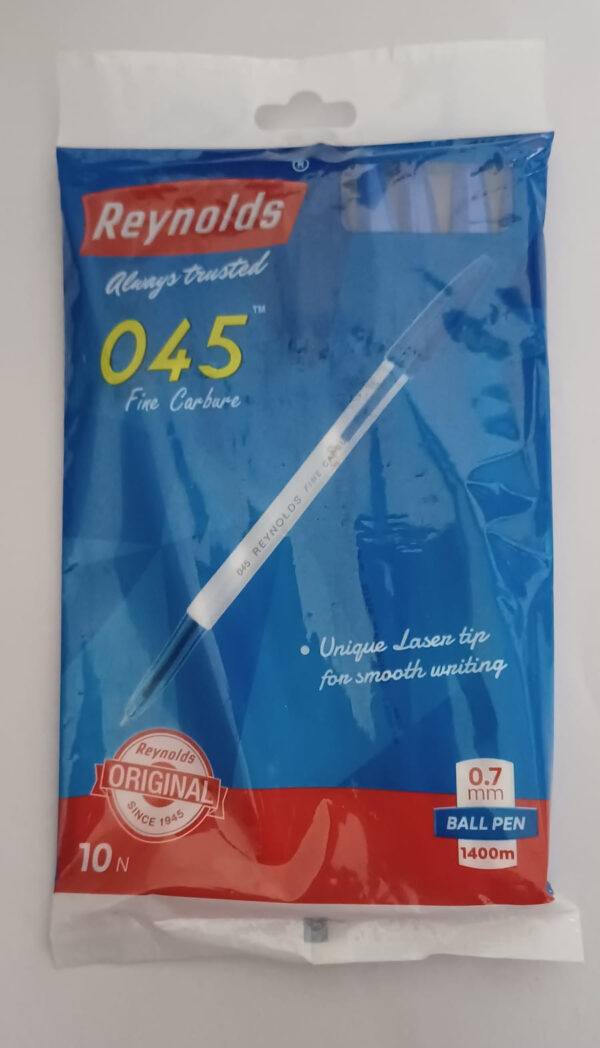 Reynolds®
Always trusted
045™
Fine Carbure
045 REYNOLDS FINE CARB
• Unique Laser tip
for smooth writing
Reynolds
ORIGINAL
SINCE 1945
10 N
0.7
mm
BALL PEN
1400m